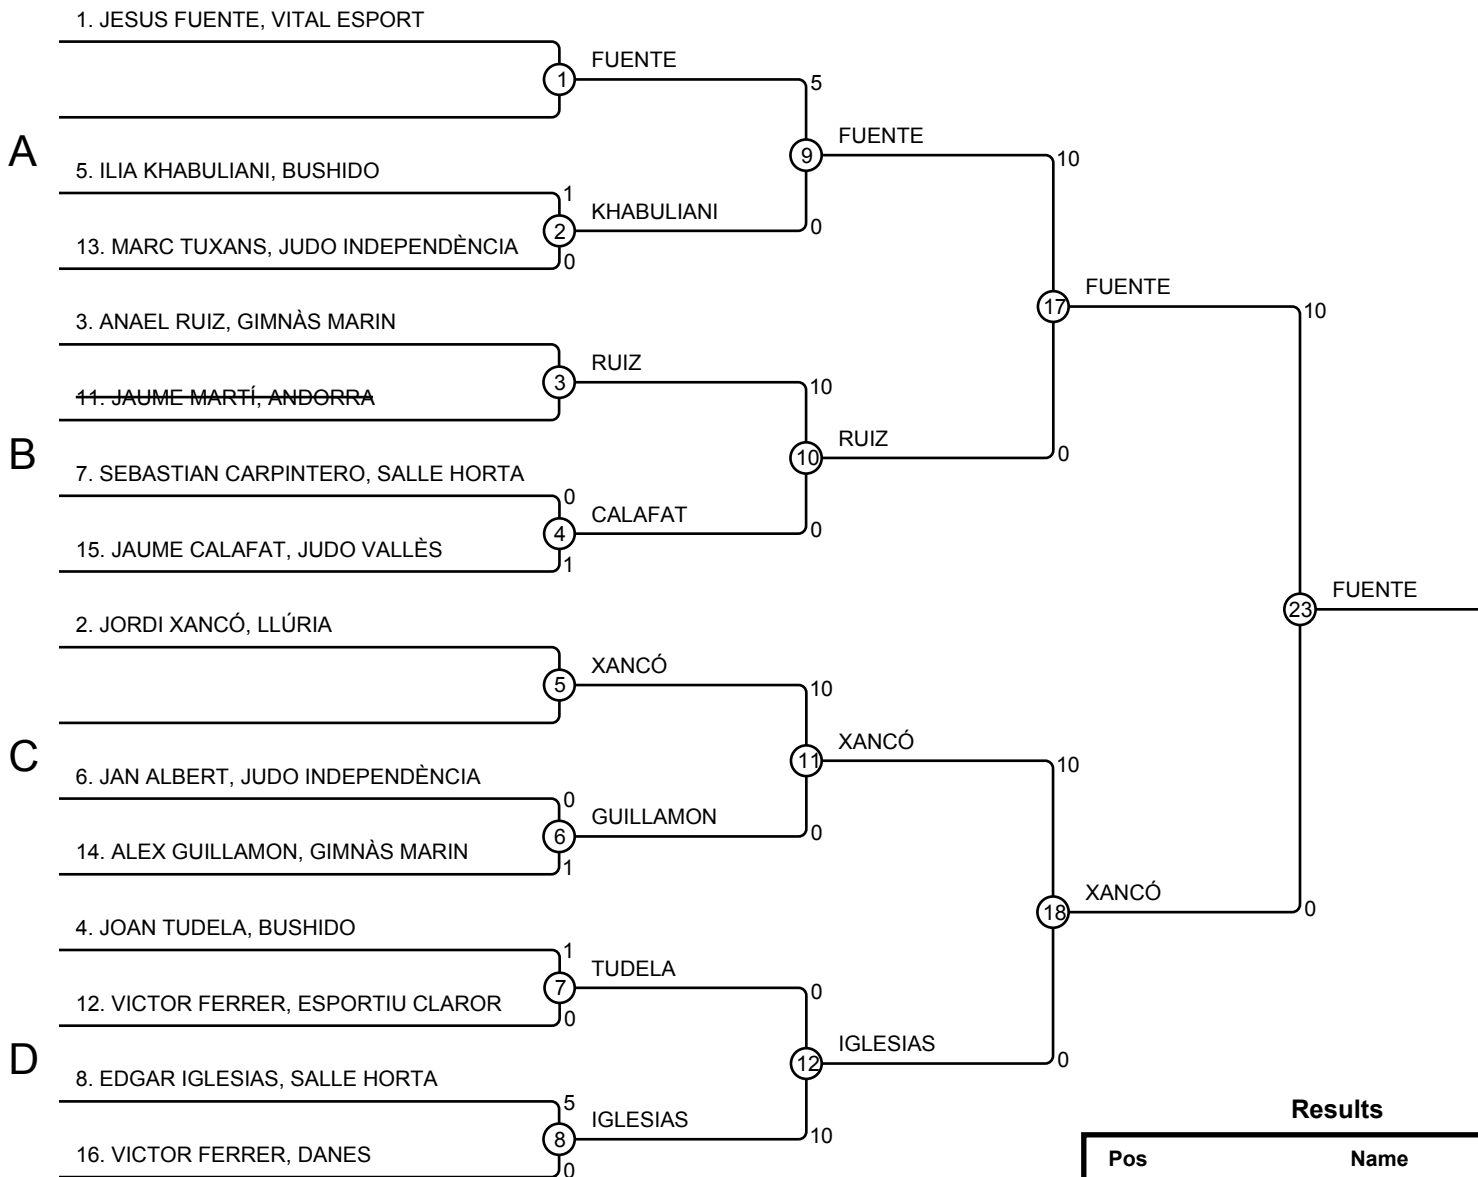 1. JESUS FUENTE, VITAL ESPORT
FUENTE
1
5
A
FUENTE
9
10
5. ILIA KHABULIANI, BUSHIDO
1
KHABULIANI
2
0
13. MARC TUXANS, JUDO INDEPENDÈNCIA
0
FUENTE
17
10
3. ANAEL RUIZ, GIMNÀS MARIN
RUIZ
3
10
11. JAUME MARTÍ, ANDORRA
B
RUIZ
10
0
7. SEBASTIAN CARPINTERO, SALLE HORTA
0
CALAFAT
4
0
15. JAUME CALAFAT, JUDO VALLÈS
1
FUENTE
23
2. JORDI XANCÓ, LLÚRIA
XANCÓ
5
10
C
XANCÓ
11
10
6. JAN ALBERT, JUDO INDEPENDÈNCIA
0
GUILLAMON
6
0
14. ALEX GUILLAMON, GIMNÀS MARIN
1
XANCÓ
18
0
4. JOAN TUDELA, BUSHIDO
1
TUDELA
7
0
12. VICTOR FERRER, ESPORTIU CLAROR
0
D
IGLESIAS
12
0
8. EDGAR IGLESIAS, SALLE HORTA
5
IGLESIAS
8
10
16. VICTOR FERRER, DANES
0
Results
Pos Name